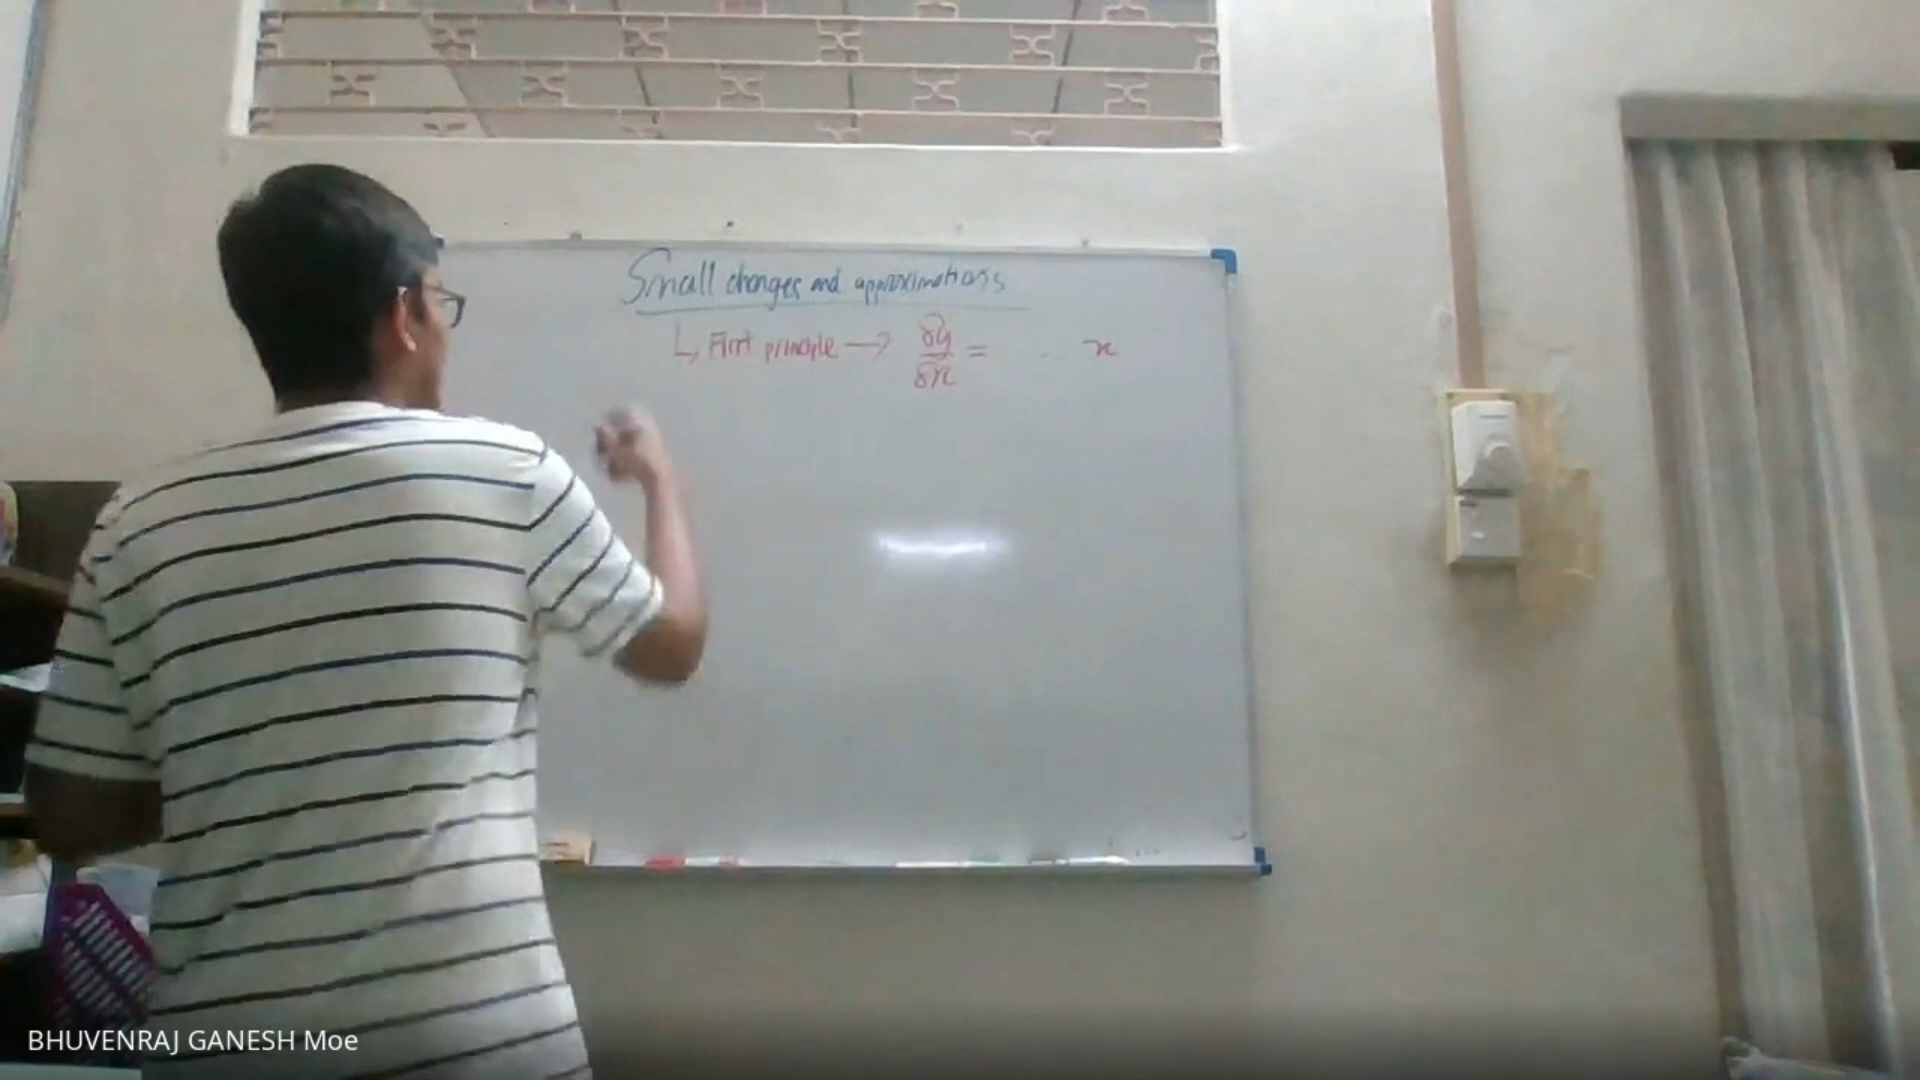 Small changes and approximations
↳ First principle → δy/δx = .. x
BHUVENRAJ GANESH Moe